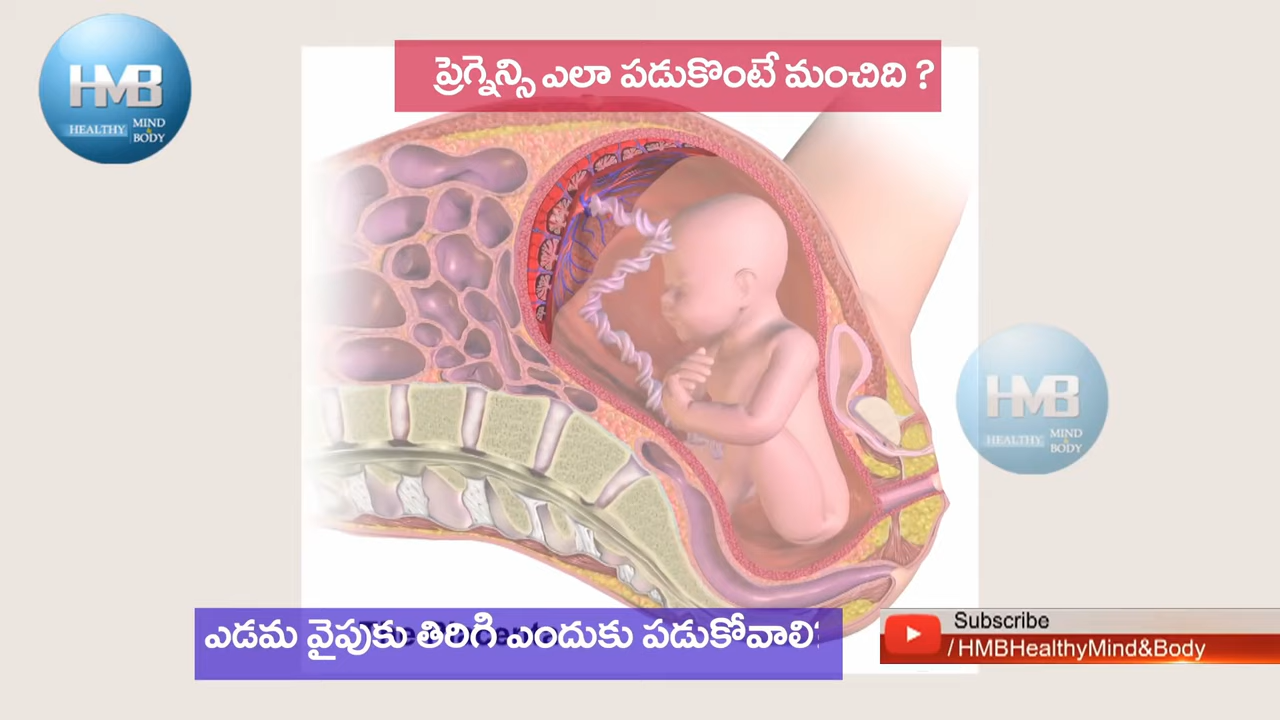 HMB
HEALTHY MIND & BODY
ప్రెగ్నెన్సి ఎలా పడుకొంటే మంచిది ?
HMB
HEALTHY MIND & BODY
ఎడమ వైపుకు తిరిగి ఎందుకు పడుకోవాలి?
Subscribe
/HMBHealthyMind&Body